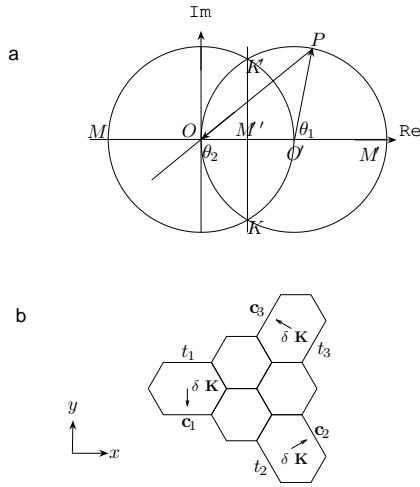 Im
P
a
K'
M
O
M''
θ1
Re
θ2
O'
M'
K
b
c3
δ K
t1
t3
δ K
y
c1
c2
x
t2
δ K